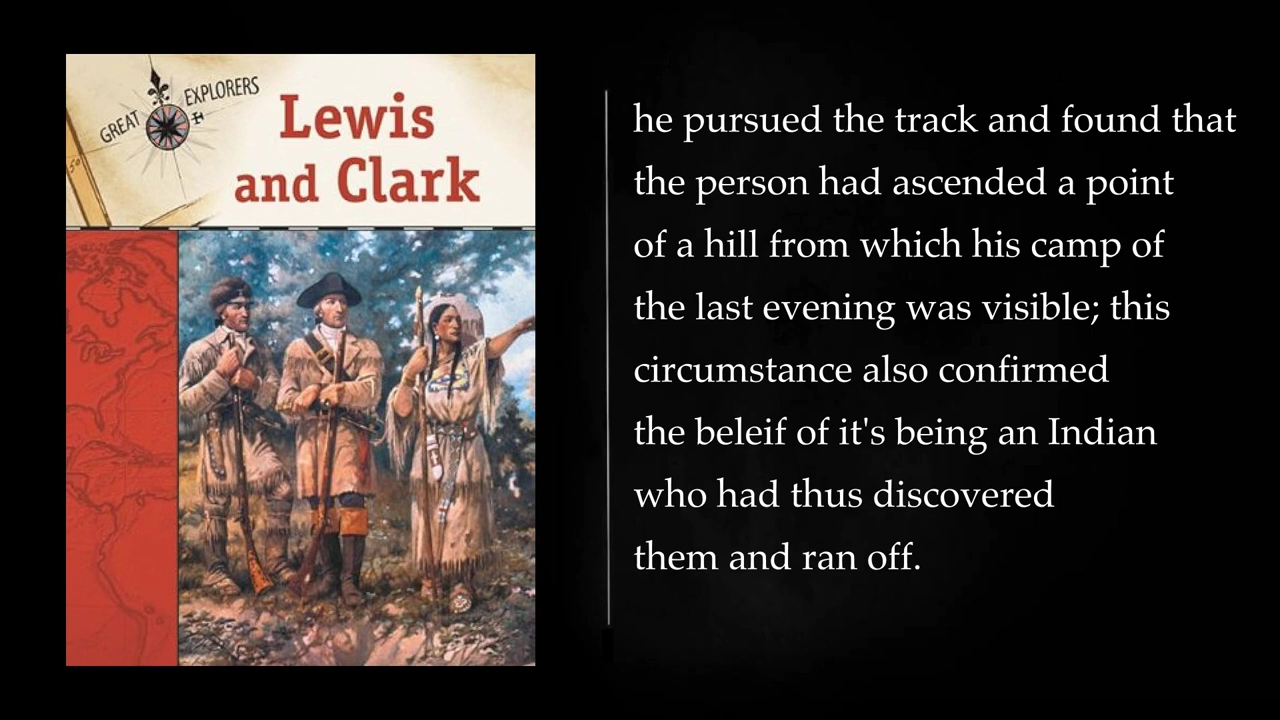 GREAT EXPLORERS
Lewis
and Clark
he pursued the track and found that
the person had ascended a point
of a hill from which his camp of
the last evening was visible; this
circumstance also confirmed
the beleif of it's being an Indian
who had thus discovered
them and ran off.